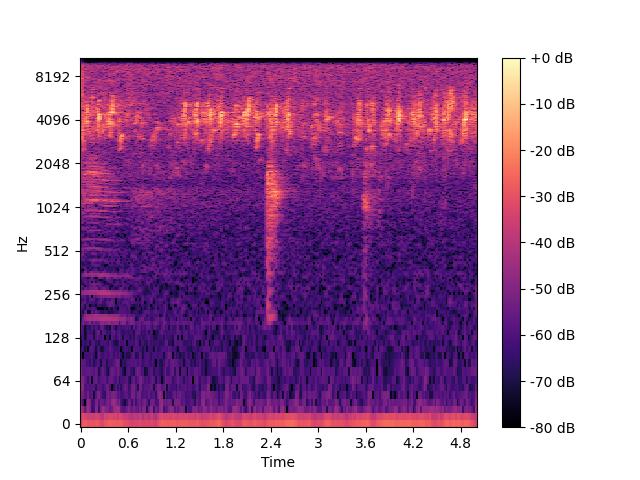 8192
4096
2048
1024
512
256
128
64
0
Hz
0 0.6 1.2 1.8 2.4 3 3.6 4.2 4.8
Time
+0 dB
-10 dB
-20 dB
-30 dB
-40 dB
-50 dB
-60 dB
-70 dB
-80 dB